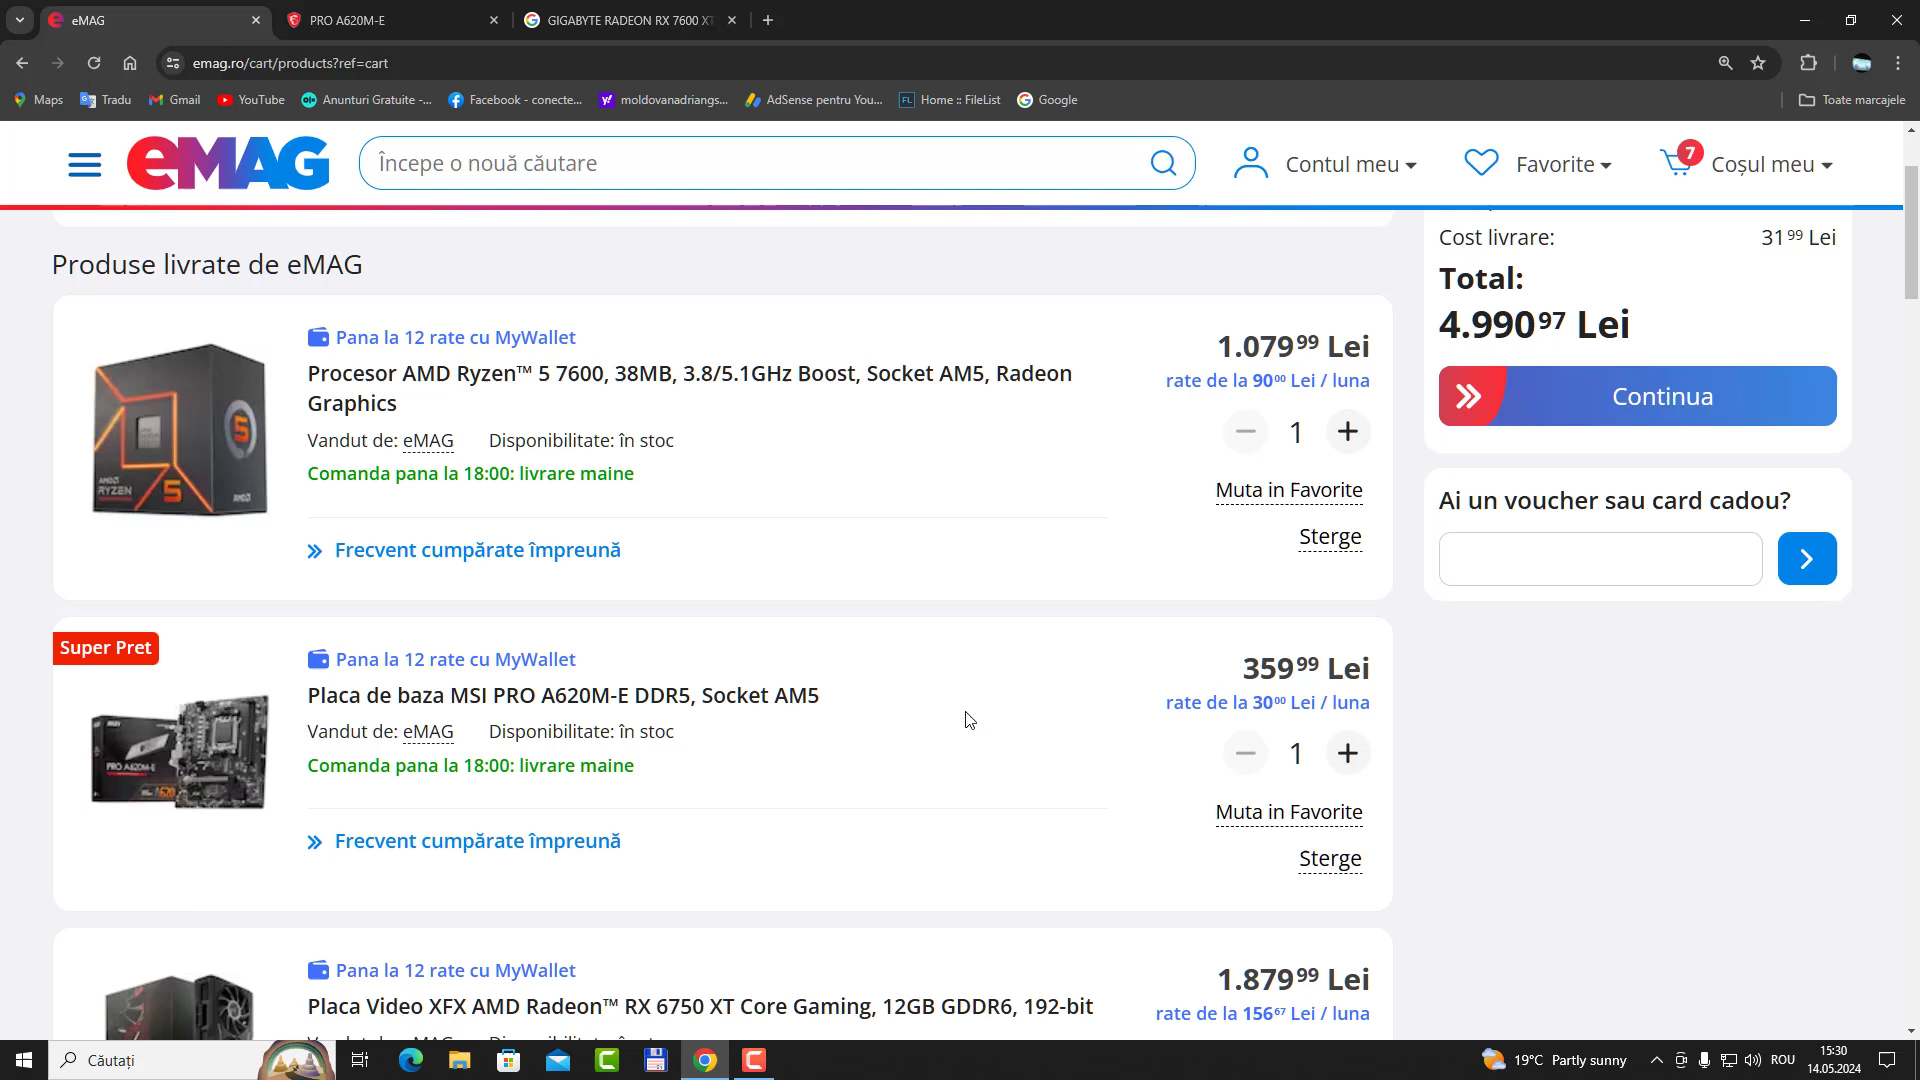 eMAG
PRO A620M-E
GIGABYTE RADEON RX 7600 XT
emag.ro/cart/products?ref=cart
Maps
Tradu
Gmail
YouTube
Anunturi Gratuite -...
Facebook - conecte...
moldovanadriangs...
AdSense pentru You...
FL
Home :: FileList
Google
Toate marcajele
eMAG
Începe o nouă căutare
Contul meu
Favorite
7
Coșul meu
Produse livrate de eMAG
Pana la 12 rate cu MyWallet
Procesor AMD Ryzen™ 5 7600, 38MB, 3.8/5.1GHz Boost, Socket AM5, Radeon
Graphics
Vandut de: eMAG Disponibilitate: în stoc
Comanda pana la 18:00: livrare maine
Frecvent cumpărate împreună
1.079⁹⁹ Lei
rate de la 90⁰⁰ Lei / luna
1
Muta in Favorite
Sterge
AMD
RYZEN 5
5
AMD
Super Pret
Pana la 12 rate cu MyWallet
Placa de baza MSI PRO A620M-E DDR5, Socket AM5
Vandut de: eMAG Disponibilitate: în stoc
Comanda pana la 18:00: livrare maine
Frecvent cumpărate împreună
359⁹⁹ Lei
rate de la 30⁰⁰ Lei / luna
1
Muta in Favorite
Sterge
PRO A620M-E
Pana la 12 rate cu MyWallet
Placa Video XFX AMD Radeon™ RX 6750 XT Core Gaming, 12GB GDDR6, 192-bit
1.879⁹⁹ Lei
rate de la 156⁶⁷ Lei / luna
Cost livrare: 31⁹⁹ Lei
Total:
4.990⁹⁷ Lei
Continua
Ai un voucher sau card cadou?
Căutați
19°C Partly sunny
ROU
15:30
14.05.2024